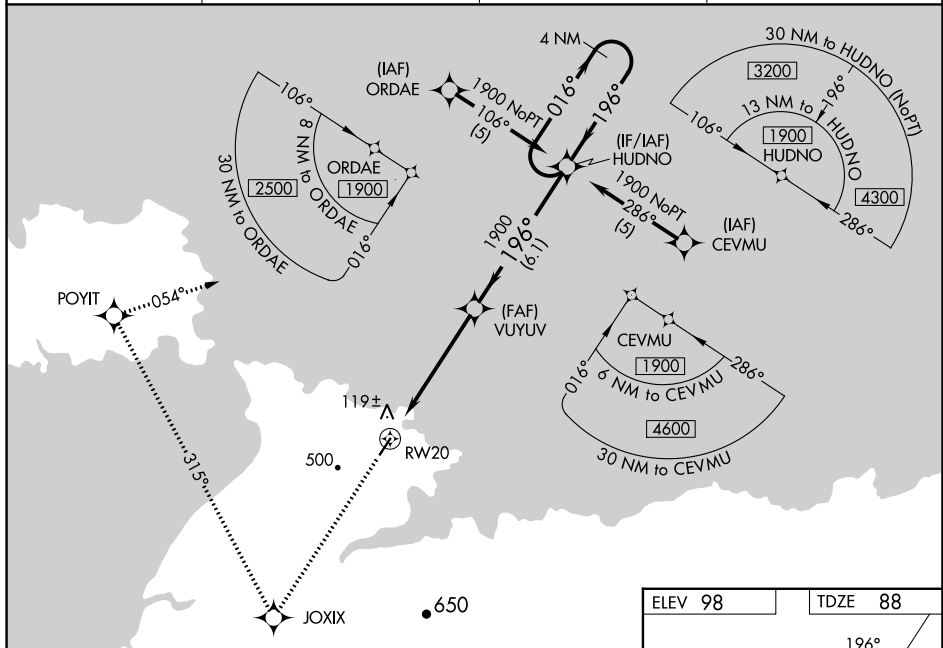 4 NM
016°
196°
(IAF)
ORDAE
1900 NoPT
106°
(5)
(IF/IAF)
HUDNO
1900 NoPT
286°
(5)
(IAF)
CEVMU
30 NM to HUDNO (NoPT)
3200
196°
13 NM to HUDNO
106°
1900
HUDNO
4300
286°
106°
8 NM to ORDAE
ORDAE
2500
1900
30 NM to ORDAE
016°
1900
196°
(6.1)
(FAF)
VUYUV
POYIT
054°
CEVMU
1900
286°
016°
6 NM to CEVMU
4600
30 NM to CEVMU
119±
RW20
500
315°
JOXIX
650
ELEV 98
TDZE 88
196°